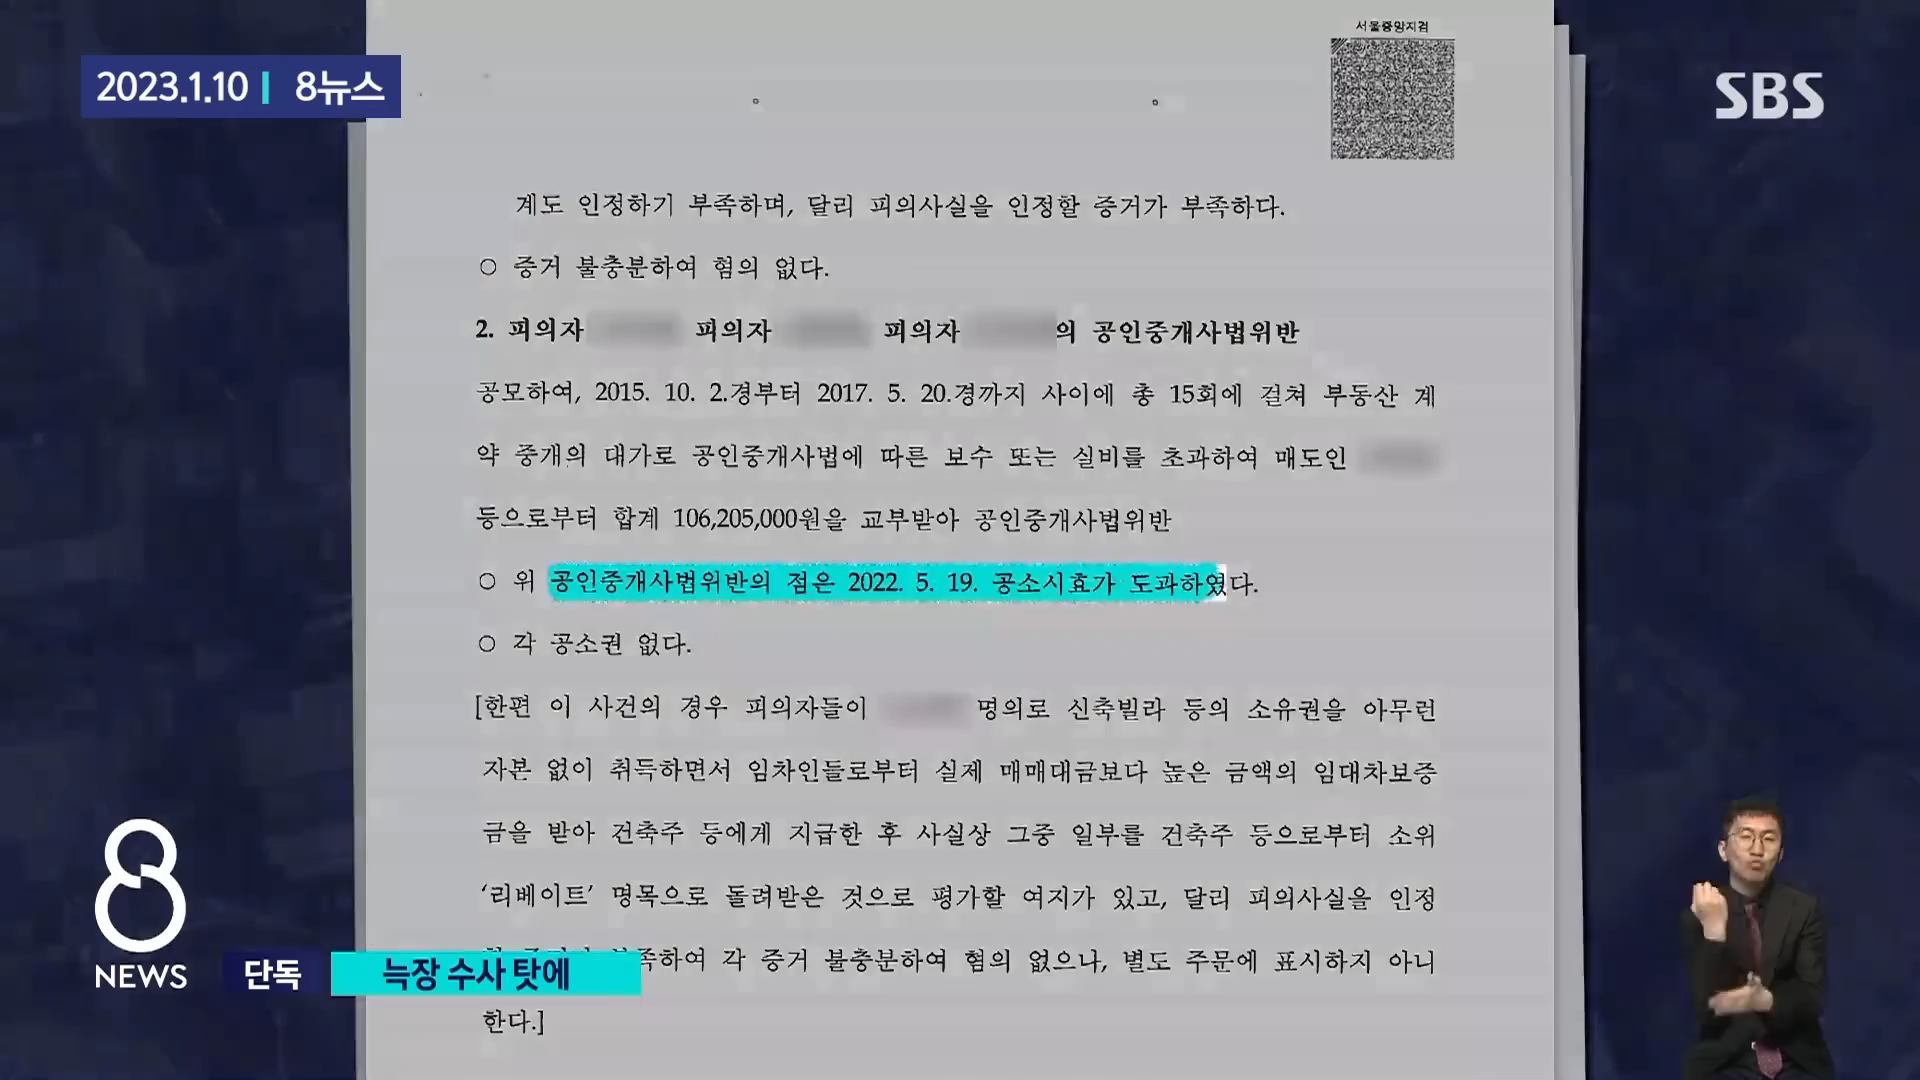 서울중앙지검
2023.1.10 | 8뉴스
SBS
계도 인정하기 부족하며, 달리 피의사실을 인정할 증거가 부족하다.
○ 증거 불충분하여 혐의 없다.
2. 피의자 피의자 피의자 의 공인중개사법위반
공모하여, 2015. 10. 2.경부터 2017. 5. 20.경까지 사이에 총 15회에 걸쳐 부동산 계
약 중개의 대가로 공인중개사법에 따른 보수 또는 실비를 초과하여 매도인
등으로부터 합계 106,205,000원을 교부받아 공인중개사법위반
○ 위 공인중개사법위반의 점은 2022. 5. 19. 공소시효가 도과하였다.
○ 각 공소권 없다.
[한편 이 사건의 경우 피의자들이 명의로 신축빌라 등의 소유권을 아무런
자본 없이 취득하면서 임차인들로부터 실제 매매대금보다 높은 금액의 임대차보증
금을 받아 건축주 등에게 지급한 후 사실상 그중 일부를 건축주 등으로부터 소위
‘리베이트’ 명목으로 돌려받은 것으로 평가할 여지가 있고, 달리 피의사실을 인정
족하여 각 증거 불충분하여 혐의 없으나, 별도 주문에 표시하지 아니
한다.]
8
NEWS
단독
늑장 수사 탓에